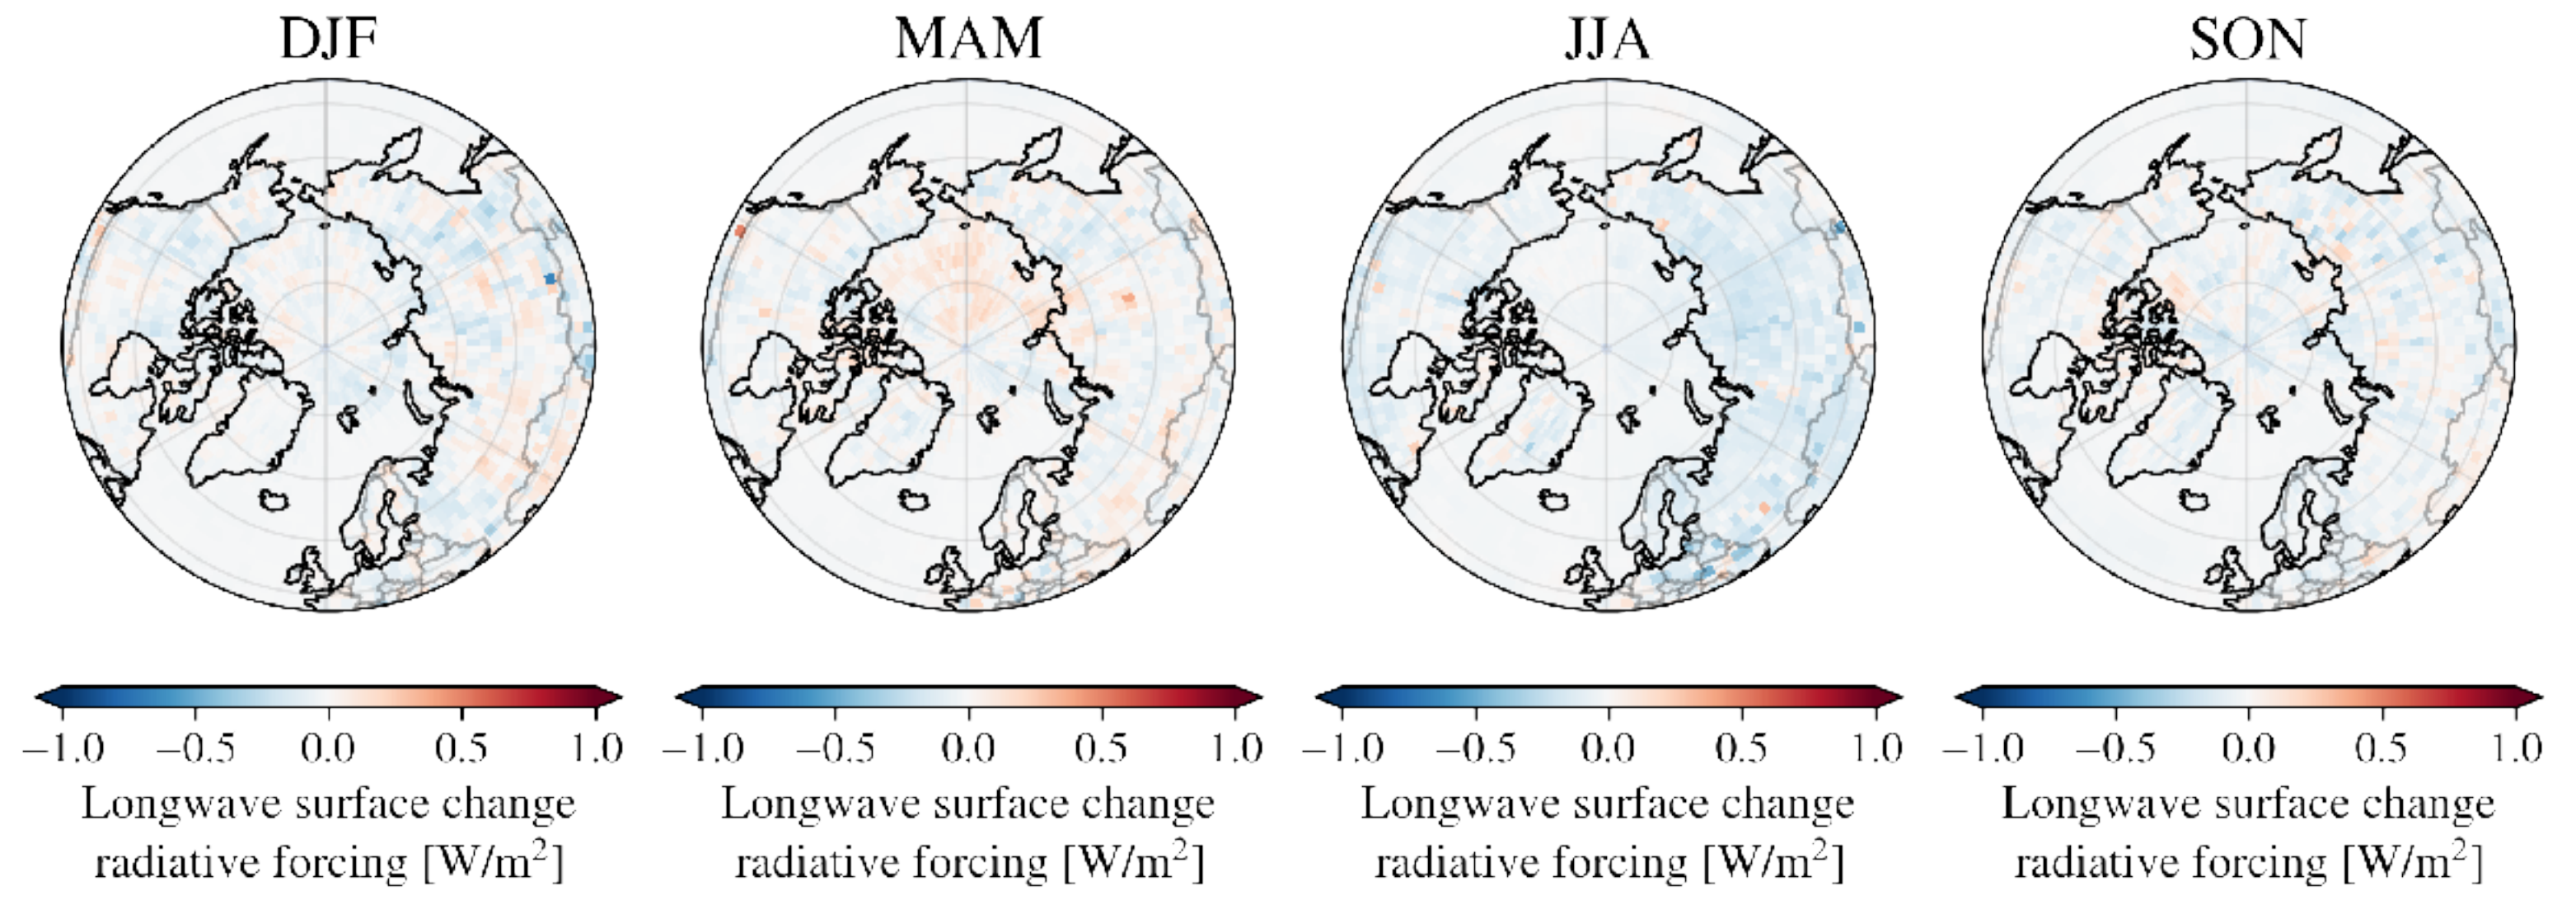 DJF MAM JJA SON
−1.0 −0.5 0.0 0.5 1.0 −1.0 −0.5 0.0 0.5 1.0 −1.0 −0.5 0.0 0.5 1.0 −1.0 −0.5 0.0 0.5 1.0
Longwave surface change Longwave surface change Longwave surface change Longwave surface change
radiative forcing [W/m²] radiative forcing [W/m²] radiative forcing [W/m²] radiative forcing [W/m²]